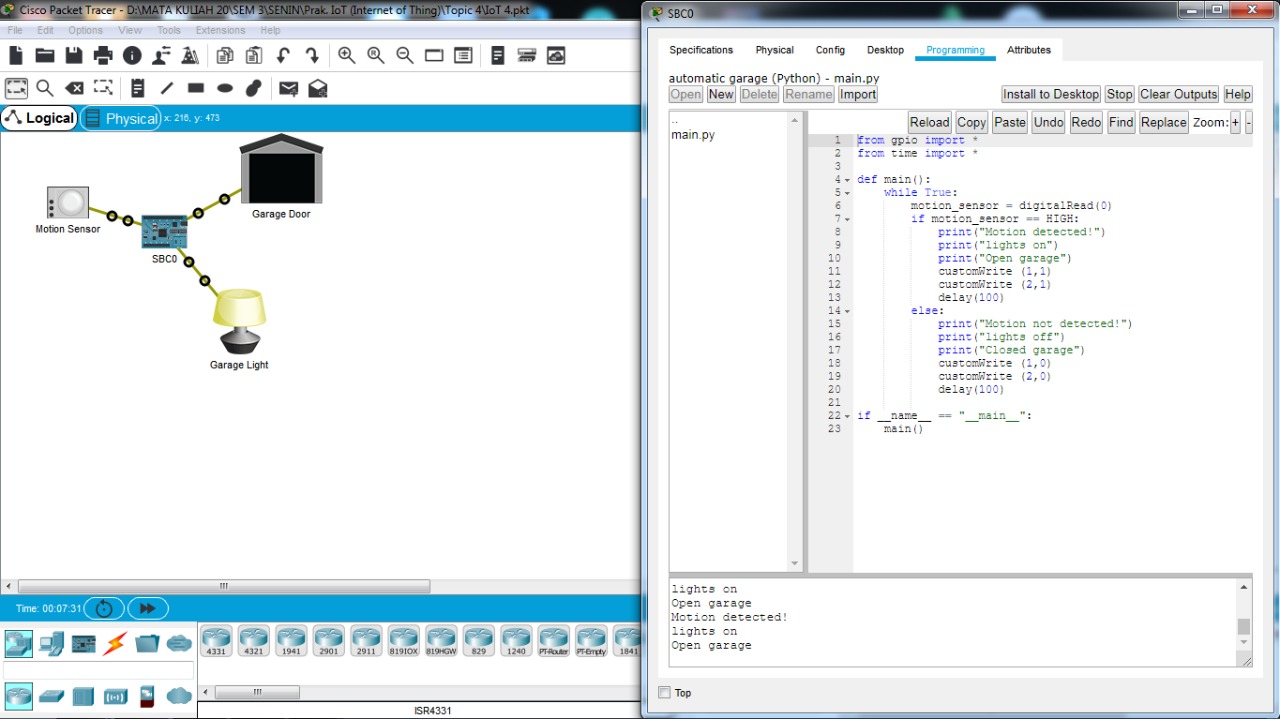 Cisco Packet Tracer - D:\MATA KULIAH 20\SEM 3\SENIN\Prak. IoT (Internet of Thing)\Topic 4\IoT 4.pkt
File Edit Options View Tools Extensions Help
Logical Physical x: 216, y: 473
Garage Door
Motion Sensor
SBC0
Garage Light
Time: 00:07:31
4331 4321 1941 2901 2911 819IOX 819HGW 829 1240 PT-Router PT-Empty 1841
ISR4331
SBC0
Specifications Physical Config Desktop Programming Attributes
automatic garage (Python) - main.py
Open New Delete Rename Import Install to Desktop Stop Clear Outputs Help
..
main.py
Reload Copy Paste Undo Redo Find Replace Zoom: + -
1 from gpio import *
2 from time import *
3
4 def main():
5 while True:
6 motion_sensor = digitalRead(0)
7 if motion_sensor == HIGH:
8 print("Motion detected!")
9 print("lights on")
10 print("Open garage")
11 customWrite (1,1)
12 customWrite (2,1)
13 delay(100)
14 else:
15 print("Motion not detected!")
16 print("lights off")
17 print("Closed garage")
18 customWrite (1,0)
19 customWrite (2,0)
20 delay(100)
21
22 if __name__ == "__main__":
23 main()
lights on
Open garage
Motion detected!
lights on
Open garage
Top